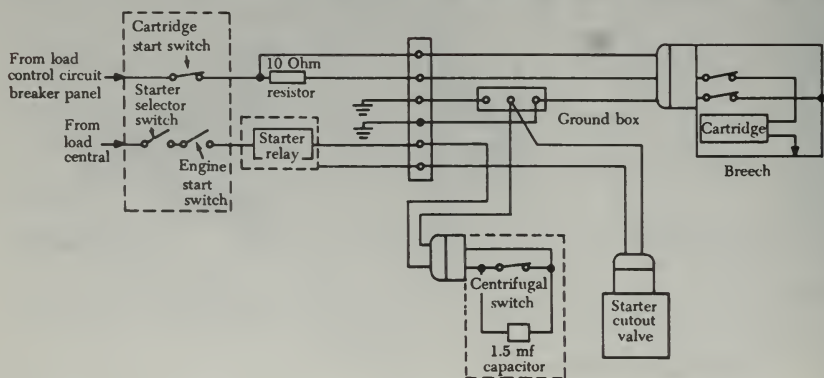 Cartridge
start switch
From load
control circuit
breaker panel
10 Ohm
resistor
Starter
selector
switch
From
load
central
Engine
start
switch
Starter
relay
Ground box
Cartridge
Breech
Centrifugal
switch
1.5 mf
capacitor
Starter
cutout
valve